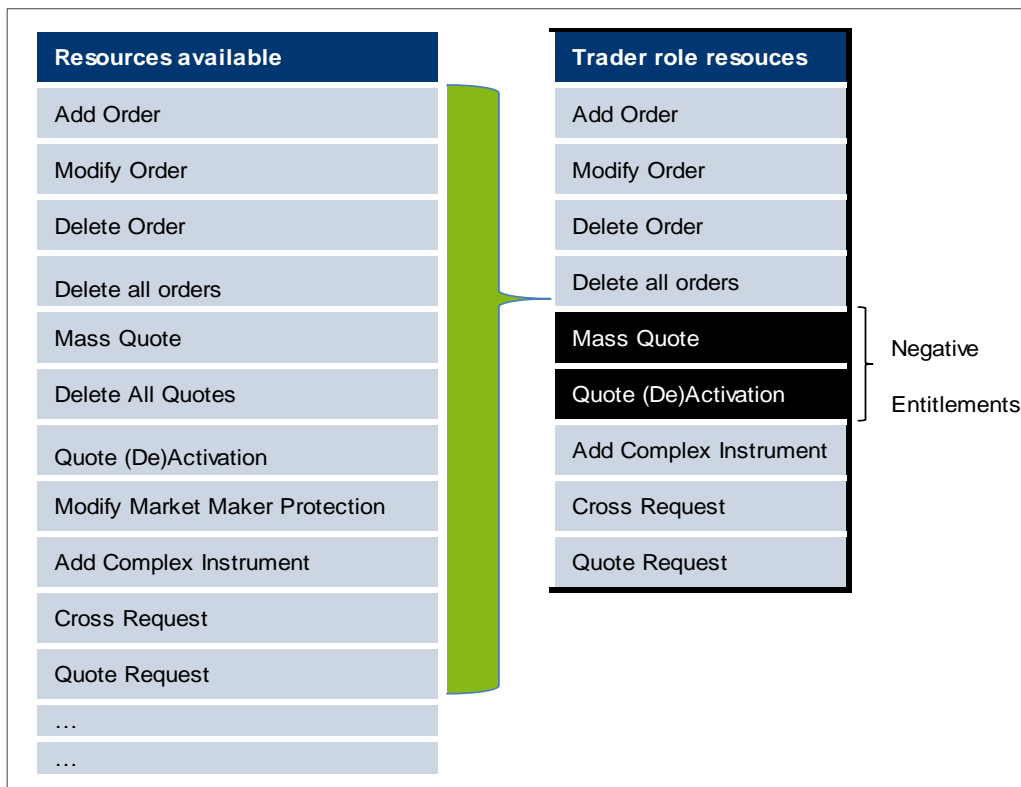 Resources available
Add Order
Modify Order
Delete Order
Delete all orders
Mass Quote
Delete All Quotes
Quote (De)Activation
Modify Market Maker Protection
Add Complex Instrument
Cross Request
Quote Request
…
…
Trader role resouces
Add Order
Modify Order
Delete Order
Delete all orders
Mass Quote
Quote (De)Activation
Add Complex Instrument
Cross Request
Quote Request
Negative
Entitlements